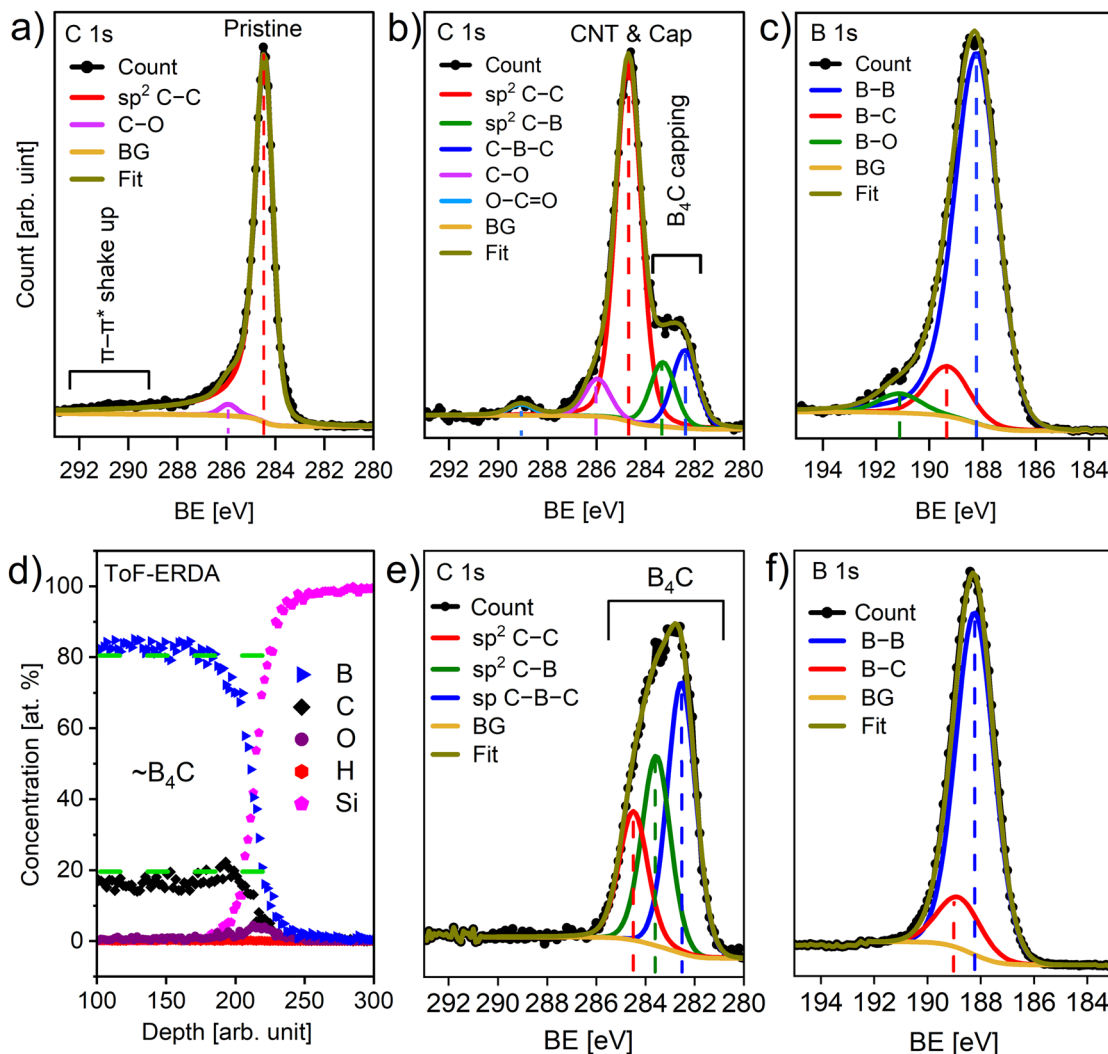 a)
C 1s
Pristine
Count
sp² C–C
C–O
BG
Fit
π–π* shake up
Count [arb. uint]
292 290 288 286 284 282 280
BE [eV]
b)
C 1s
CNT & Cap
Count
sp² C–C
sp² C–B
C–B–C
C–O
O–C=O
BG
Fit
B₄C capping
292 290 288 286 284 282 280
BE [eV]
c)
B 1s
Count
B–B
B–C
B–O
BG
Fit
194 192 190 188 186 184
BE [eV]
d)
ToF-ERDA
100
80
60
40
20
0
Concentration [at. %]
B
C
O
H
Si
~B₄C
100 150 200 250 300
Depth [arb. unit]
e)
C 1s
B₄C
Count
sp² C–C
sp² C–B
sp C–B–C
BG
Fit
292 290 288 286 284 282 280
BE [eV]
f)
B 1s
Count
B–B
B–C
BG
Fit
194 192 190 188 186 184
BE [eV]